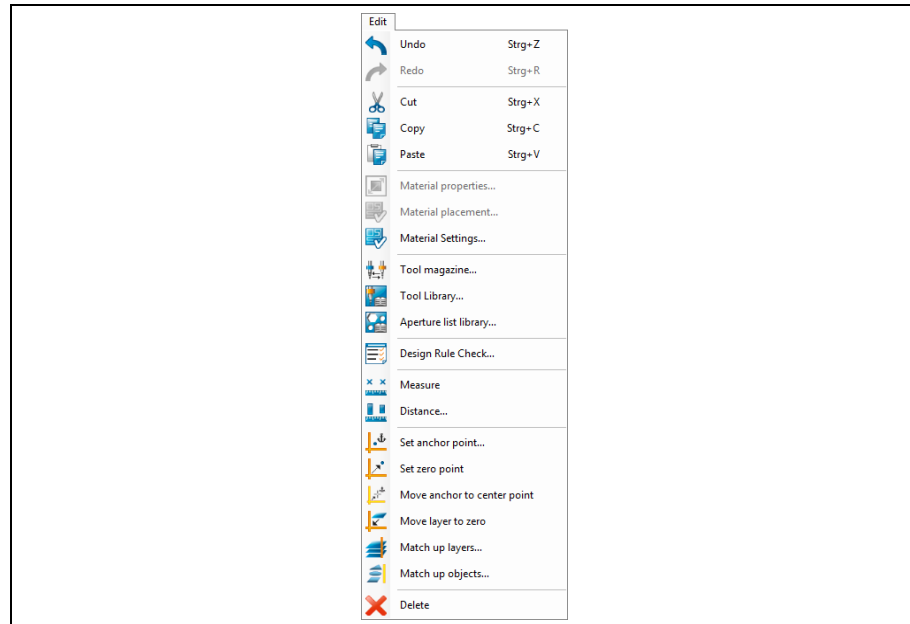 Edit
Undo Strg+Z
Redo Strg+R
Cut Strg+X
Copy Strg+C
Paste Strg+V
Material properties...
Material placement...
Material Settings...
Tool magazine...
Tool Library...
Aperture list library...
Design Rule Check...
Measure
Distance...
Set anchor point...
Set zero point
Move anchor to center point
Move layer to zero
Match up layers...
Match up objects...
Delete